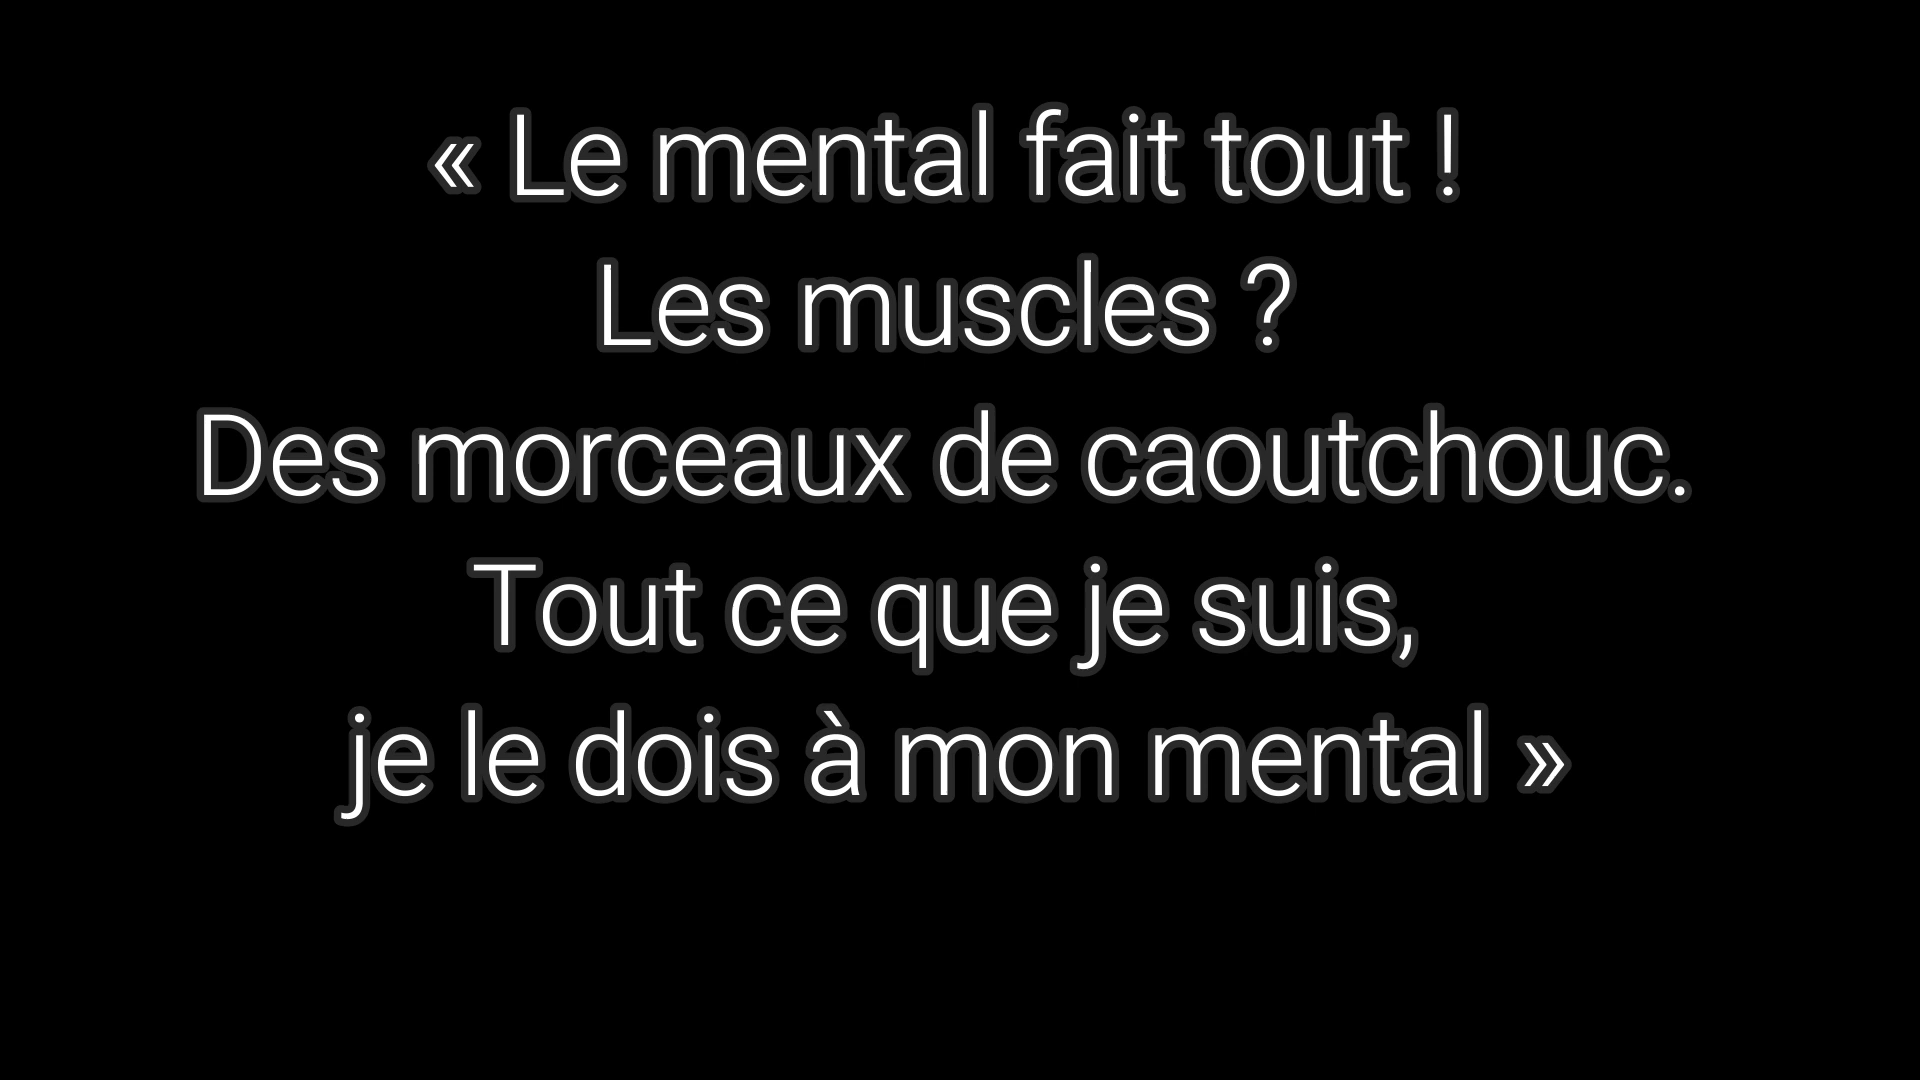 « Le mental fait tout !
Les muscles ?
Des morceaux de caoutchouc.
Tout ce que je suis,
je le dois à mon mental »